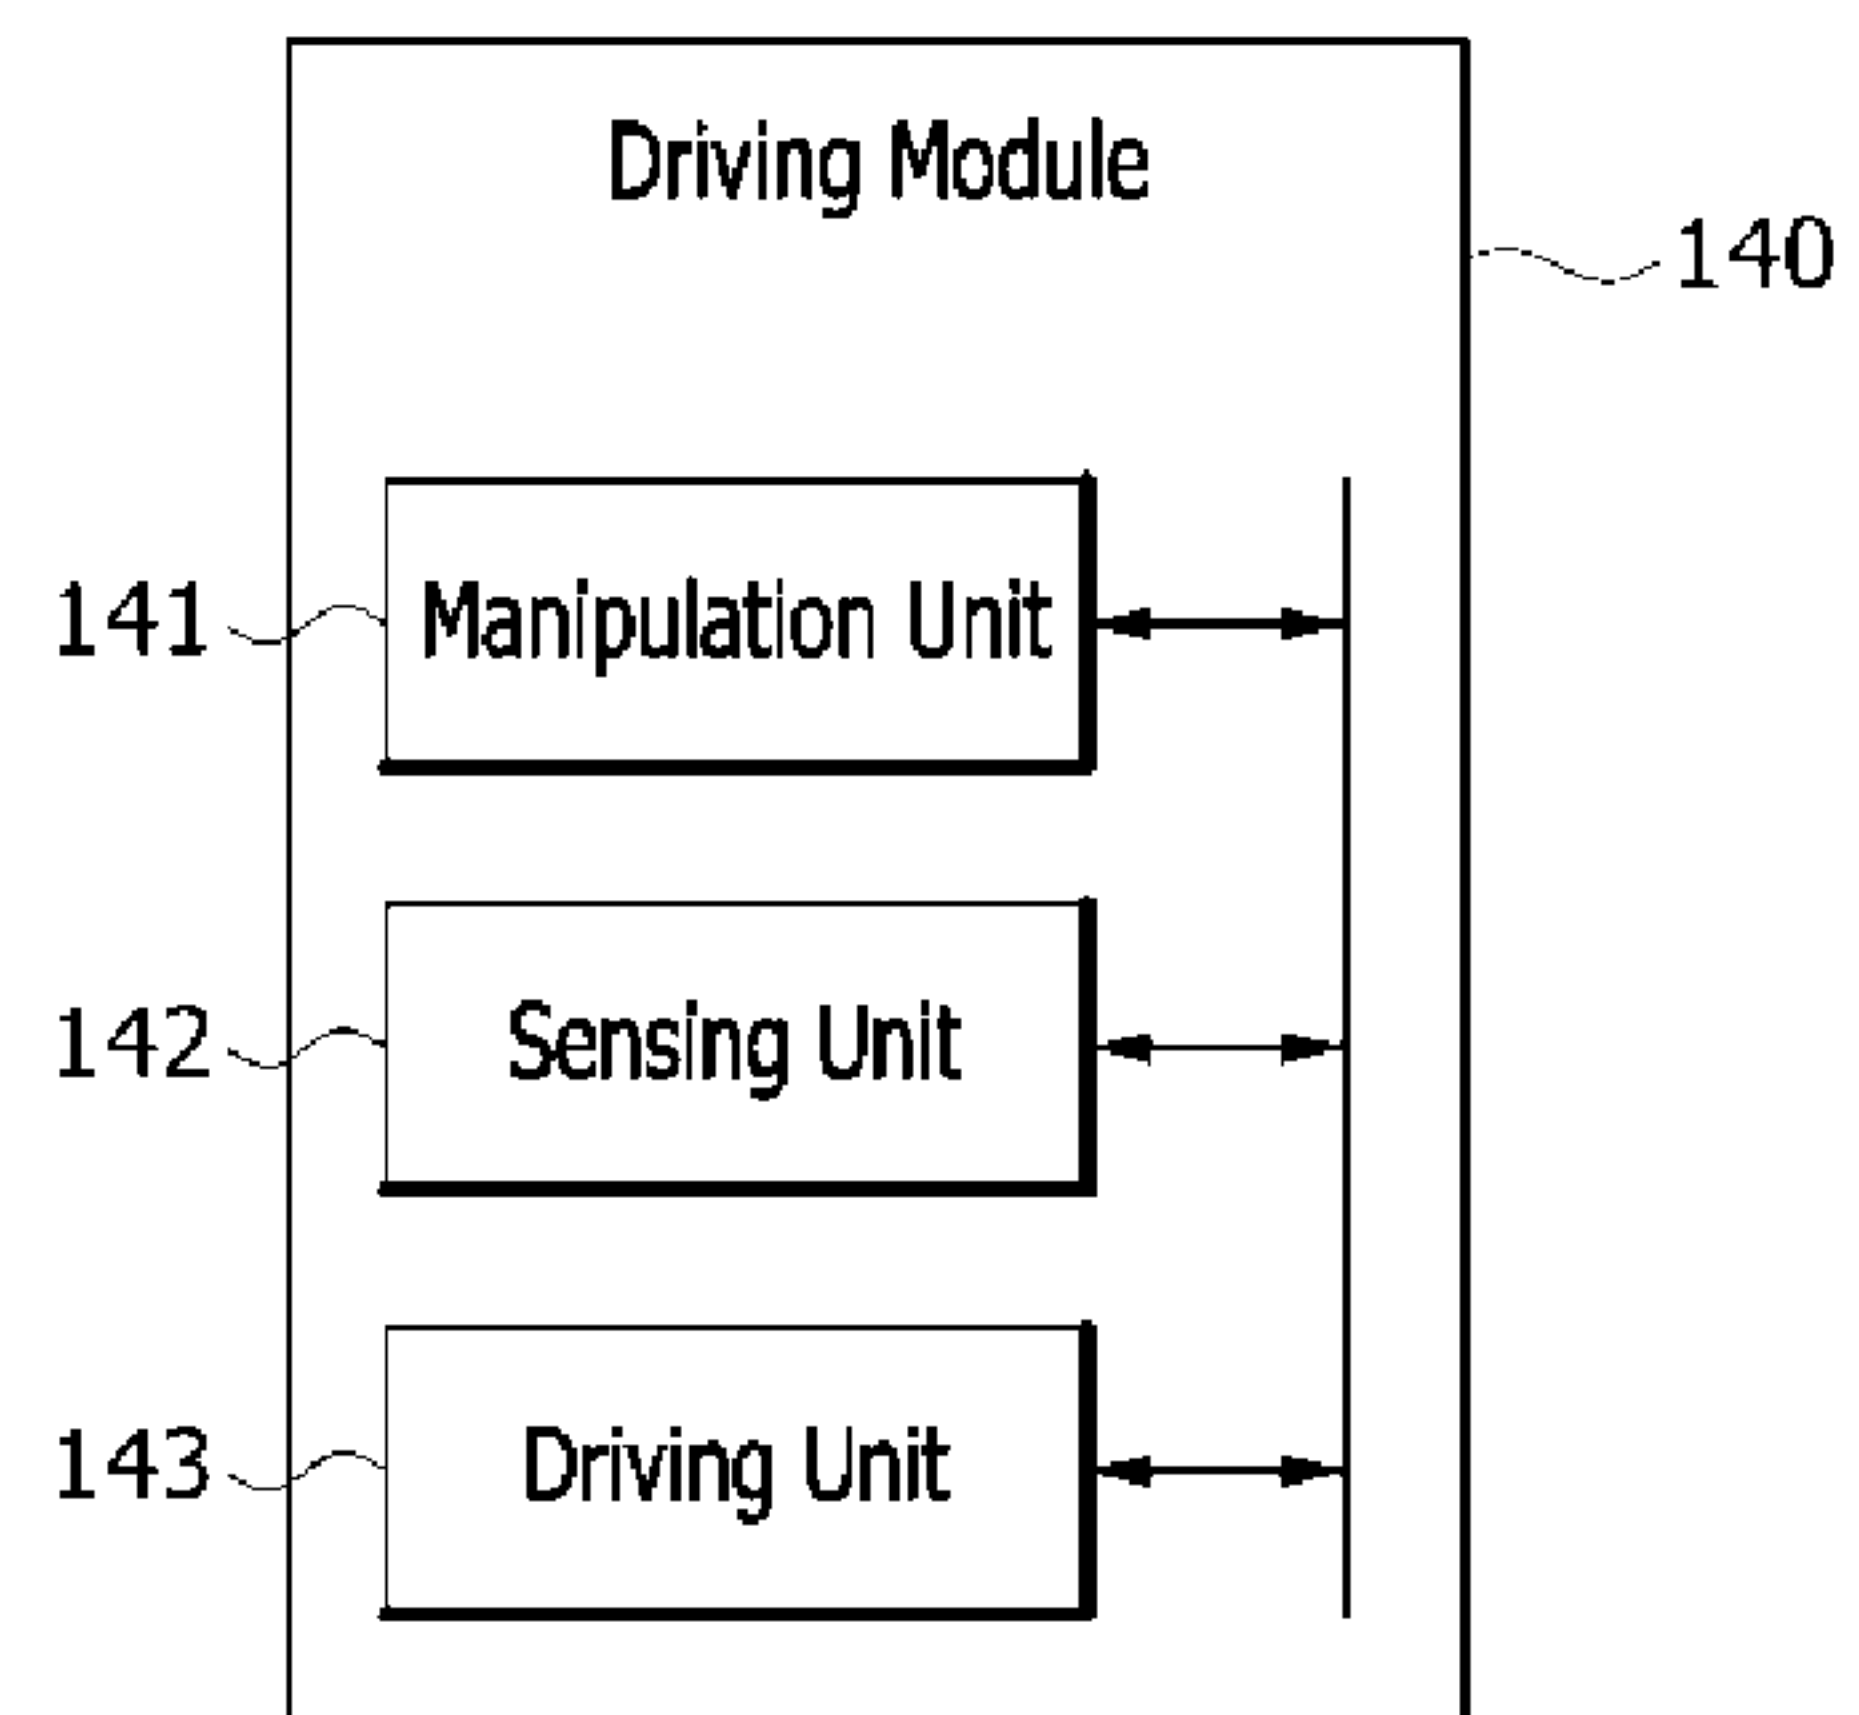 Driving Module
140
141
Manipulation Unit
142
Sensing Unit
143
Driving Unit